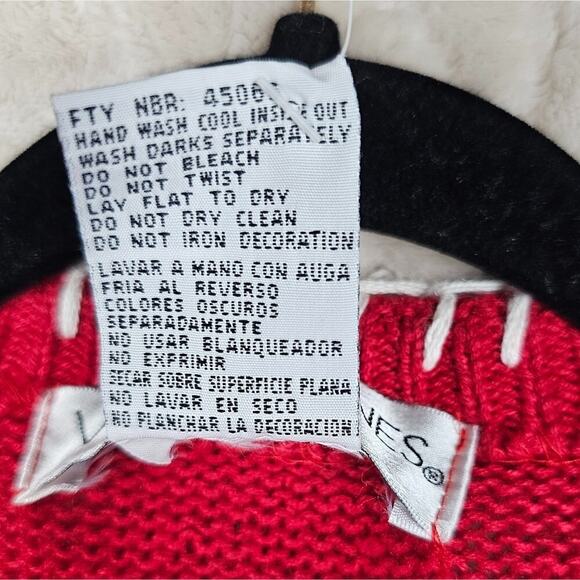 FTY NBR: 4506
HAND WASH COOL INSIDE OUT
WASH DARKS SEPARATELY
DO NOT BLEACH
DO NOT TWIST
LAY FLAT TO DRY
DO NOT DRY CLEAN
DO NOT IRON DECORATION
LAVAR A MANO CON AUGA
FRIA AL REVERSO
COLORES OSCUROS
SEPARADAMENTE
NO USAR BLANQUEADOR
NO EXPRIMIR
SECAR SOBRE SUPERFICIE PLANA
NO LAVAR EN SECO
NO PLANCHAR LA DECORACION
NES®